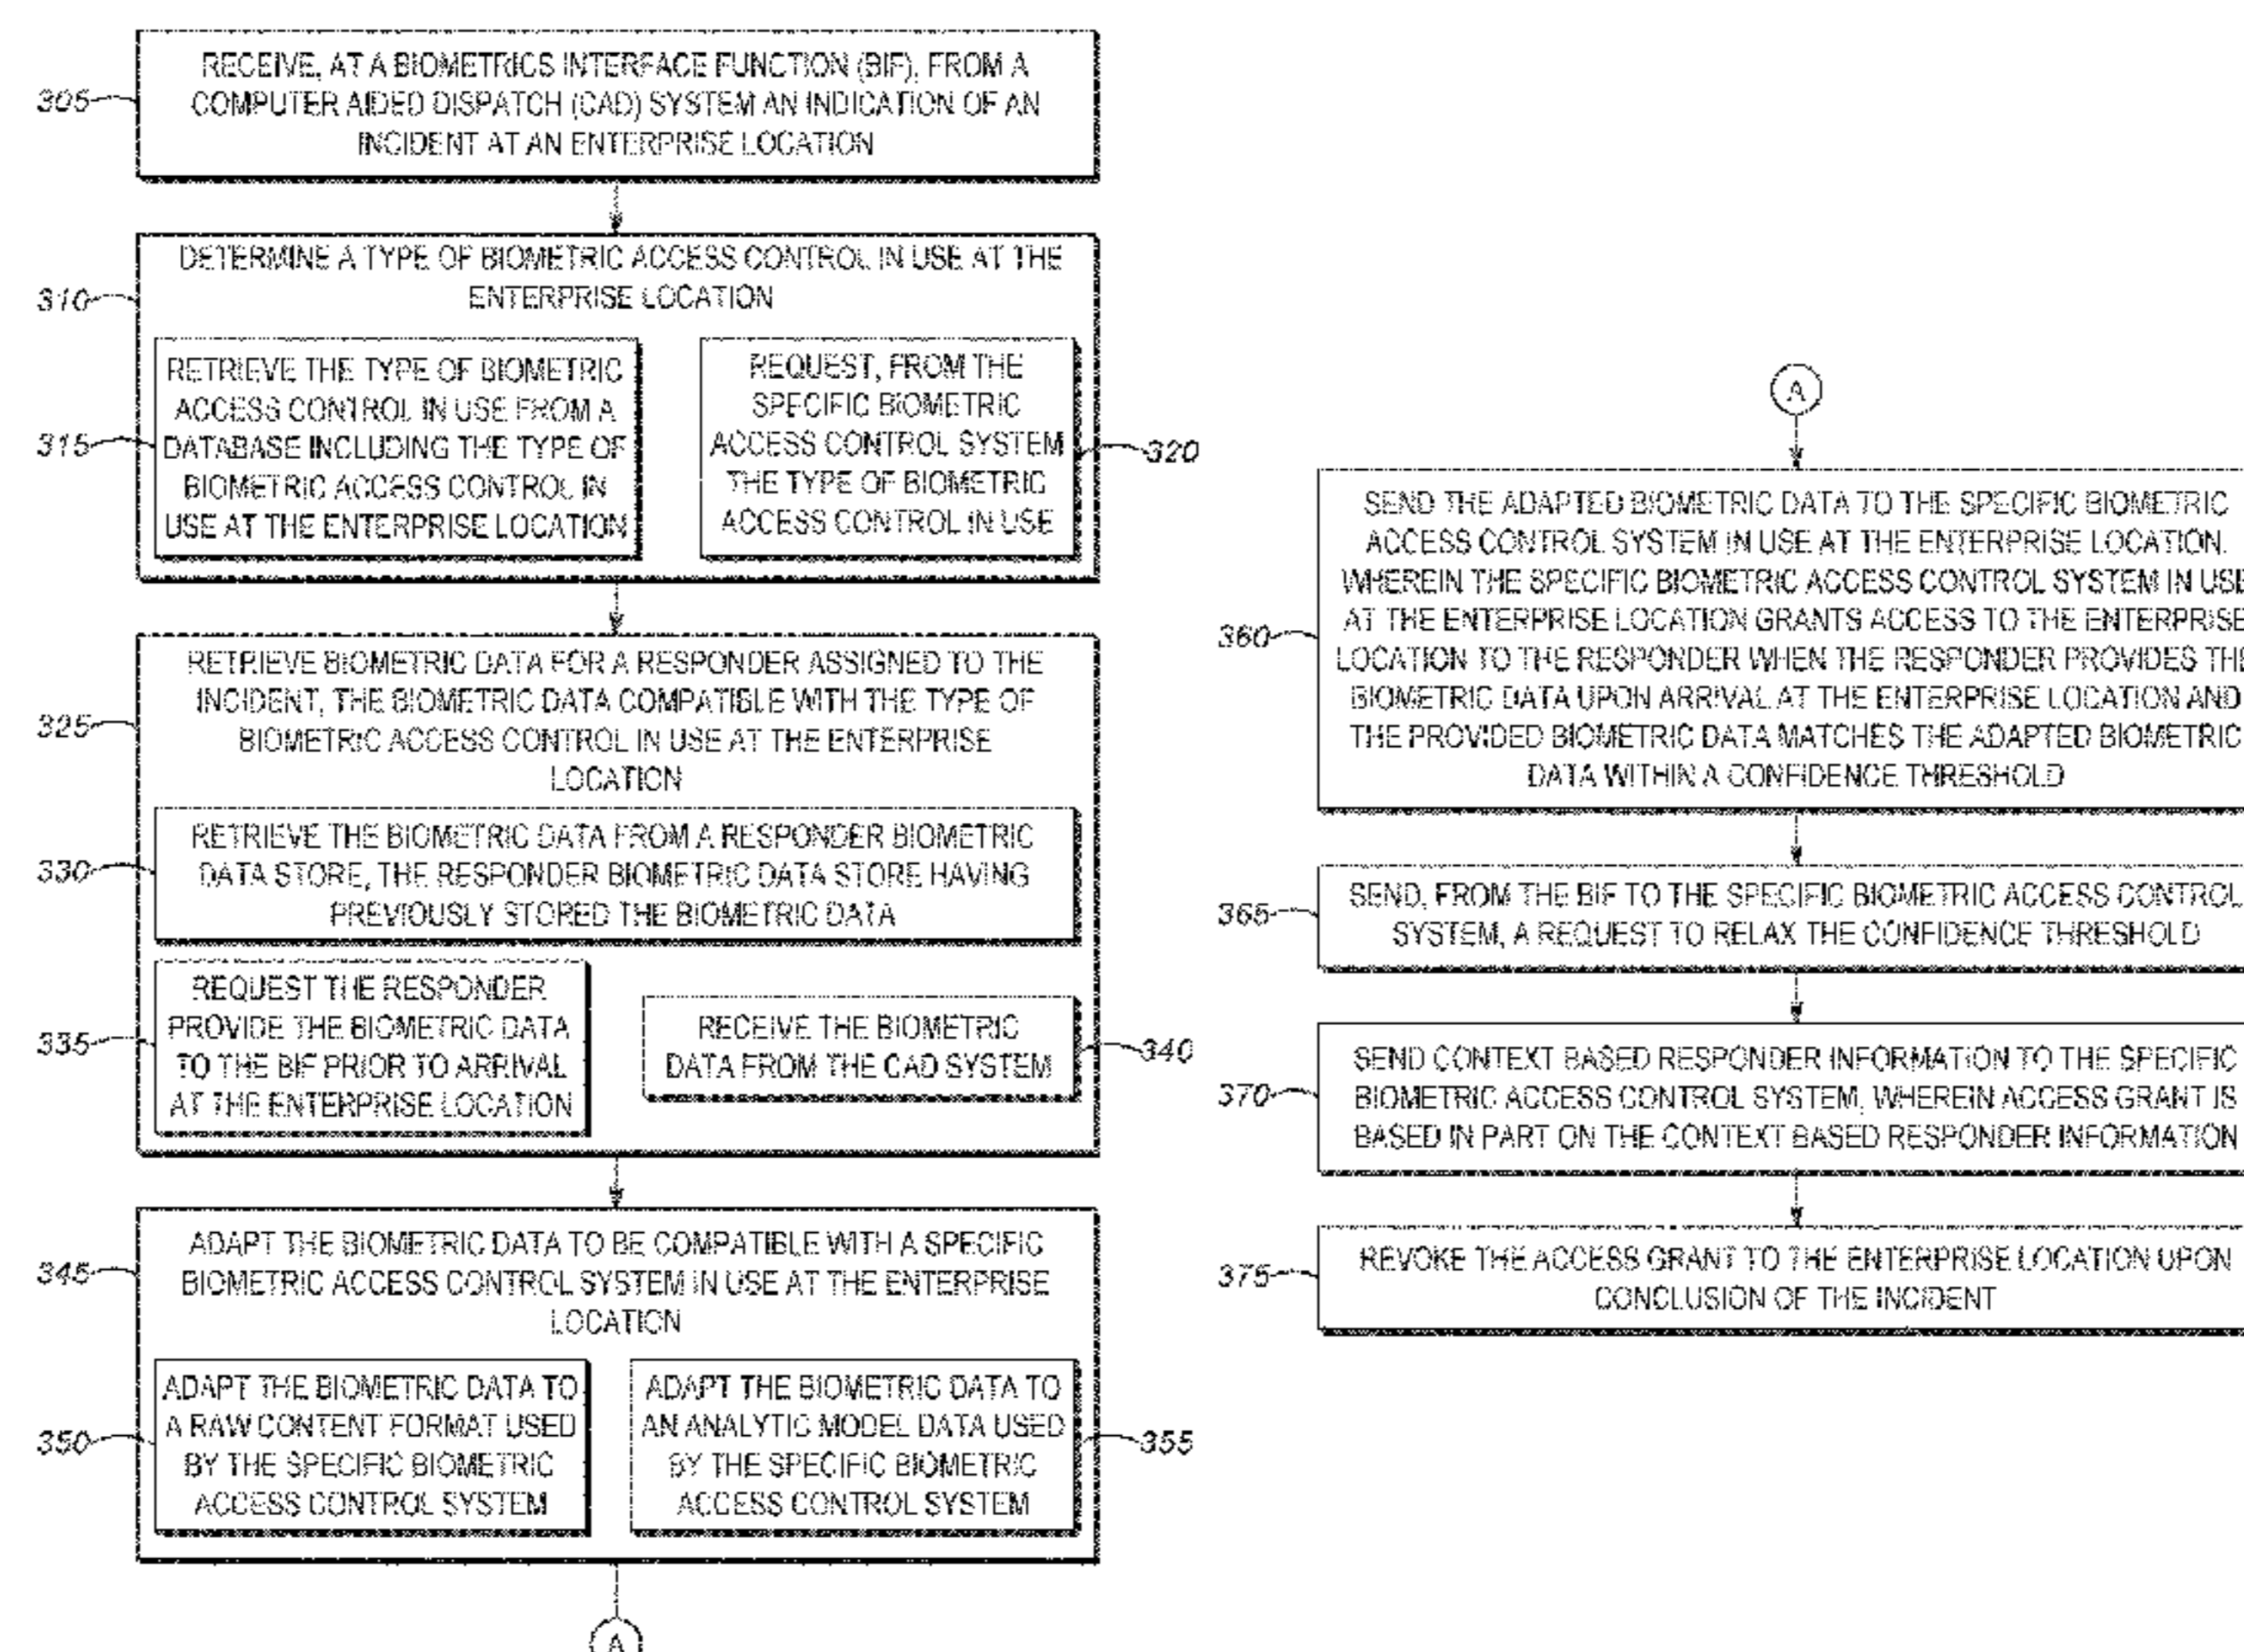 305
RECEIVE, AT A BIOMETRICS INTERFACE FUNCTION (BIF), FROM A
COMPUTER AIDED DISPATCH (CAD) SYSTEM AN INDICATION OF AN
INCIDENT AT AN ENTERPRISE LOCATION
310
DETERMINE A TYPE OF BIOMETRIC ACCESS CONTROL IN USE AT THE
ENTERPRISE LOCATION
315
RETRIEVE THE TYPE OF BIOMETRIC
ACCESS CONTROL IN USE FROM A
DATABASE INCLUDING THE TYPE OF
BIOMETRIC ACCESS CONTROL IN
USE AT THE ENTERPRISE LOCATION
REQUEST, FROM THE
SPECIFIC BIOMETRIC
ACCESS CONTROL SYSTEM
THE TYPE OF BIOMETRIC
ACCESS CONTROL IN USE
320
325
RETRIEVE BIOMETRIC DATA FOR A RESPONDER ASSIGNED TO THE
INCIDENT, THE BIOMETRIC DATA COMPATIBLE WITH THE TYPE OF
BIOMETRIC ACCESS CONTROL IN USE AT THE ENTERPRISE
LOCATION
330
RETRIEVE THE BIOMETRIC DATA FROM A RESPONDER BIOMETRIC
DATA STORE, THE RESPONDER BIOMETRIC DATA STORE HAVING
PREVIOUSLY STORED THE BIOMETRIC DATA
335
REQUEST THE RESPONDER
PROVIDE THE BIOMETRIC DATA
TO THE BIF PRIOR TO ARRIVAL
AT THE ENTERPRISE LOCATION
RECEIVE THE BIOMETRIC
DATA FROM THE CAD SYSTEM
340
345
ADAPT THE BIOMETRIC DATA TO BE COMPATIBLE WITH A SPECIFIC
BIOMETRIC ACCESS CONTROL SYSTEM IN USE AT THE ENTERPRISE
LOCATION
350
ADAPT THE BIOMETRIC DATA TO
A RAW CONTENT FORMAT USED
BY THE SPECIFIC BIOMETRIC
ACCESS CONTROL SYSTEM
ADAPT THE BIOMETRIC DATA TO
AN ANALYTIC MODEL DATA USED
BY THE SPECIFIC BIOMETRIC
ACCESS CONTROL SYSTEM
355
A
A
360
SEND THE ADAPTED BIOMETRIC DATA TO THE SPECIFIC BIOMETRIC
ACCESS CONTROL SYSTEM IN USE AT THE ENTERPRISE LOCATION.
WHEREIN THE SPECIFIC BIOMETRIC ACCESS CONTROL SYSTEM IN USE
AT THE ENTERPRISE LOCATION GRANTS ACCESS TO THE ENTERPRISE
LOCATION TO THE RESPONDER WHEN THE RESPONDER PROVIDES THE
BIOMETRIC DATA UPON ARRIVAL AT THE ENTERPRISE LOCATION AND
THE PROVIDED BIOMETRIC DATA MATCHES THE ADAPTED BIOMETRIC
DATA WITHIN A CONFIDENCE THRESHOLD
365
SEND, FROM THE BIF TO THE SPECIFIC BIOMETRIC ACCESS CONTROL
SYSTEM, A REQUEST TO RELAX THE CONFIDENCE THRESHOLD
370
SEND CONTEXT BASED RESPONDER INFORMATION TO THE SPECIFIC
BIOMETRIC ACCESS CONTROL SYSTEM, WHEREIN ACCESS GRANT IS
BASED IN PART ON THE CONTEXT BASED RESPONDER INFORMATION
375
REVOKE THE ACCESS GRANT TO THE ENTERPRISE LOCATION UPON
CONCLUSION OF THE INCIDENT